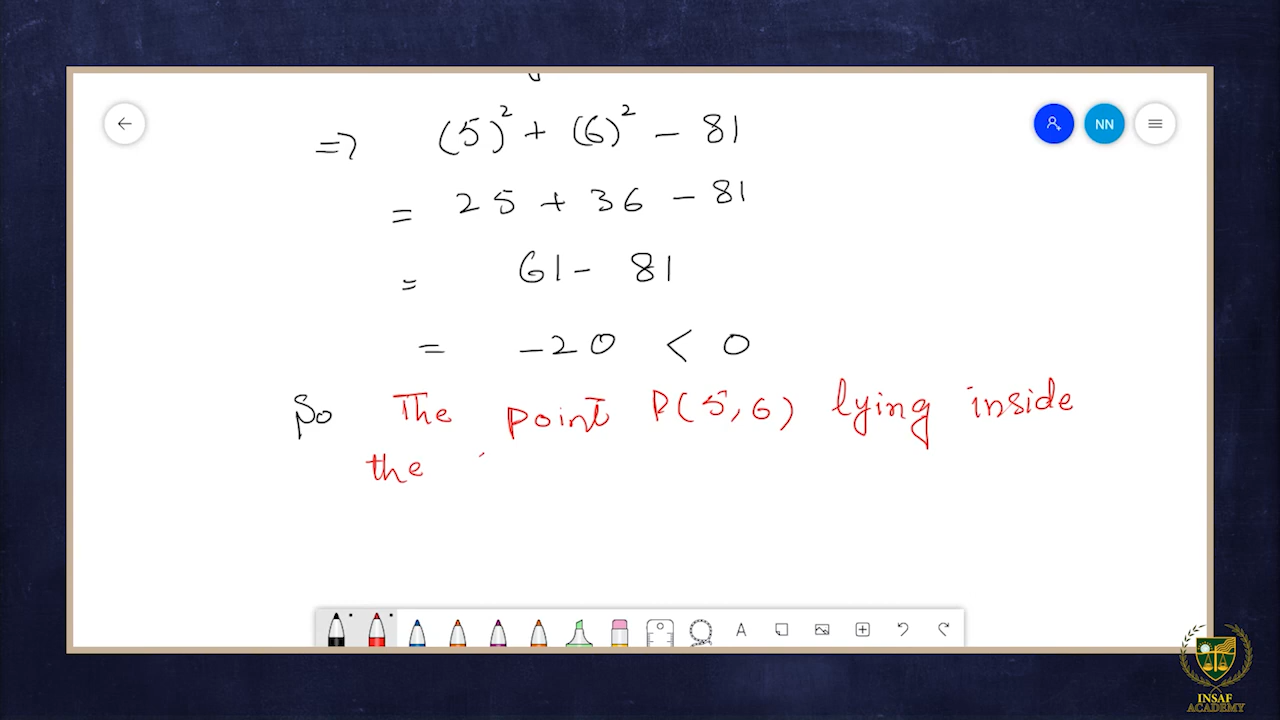 NN
=> (5)² + (6)² - 81
= 25 + 36 - 81
= 61 - 81
= -20 < 0
So The point P(5,6) lying inside
the
A
INSAF
ACADEMY